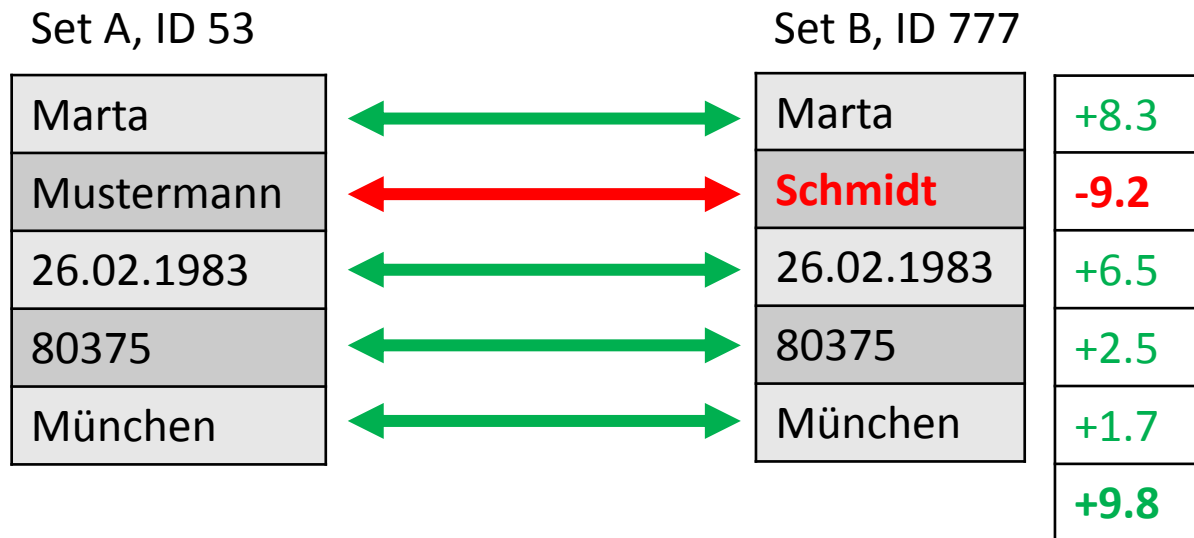 Set A, ID 53 Set B, ID 777
Marta Marta +8.3
Mustermann Schmidt -9.2
26.02.1983 26.02.1983 +6.5
80375 80375 +2.5
München München +1.7
+9.8